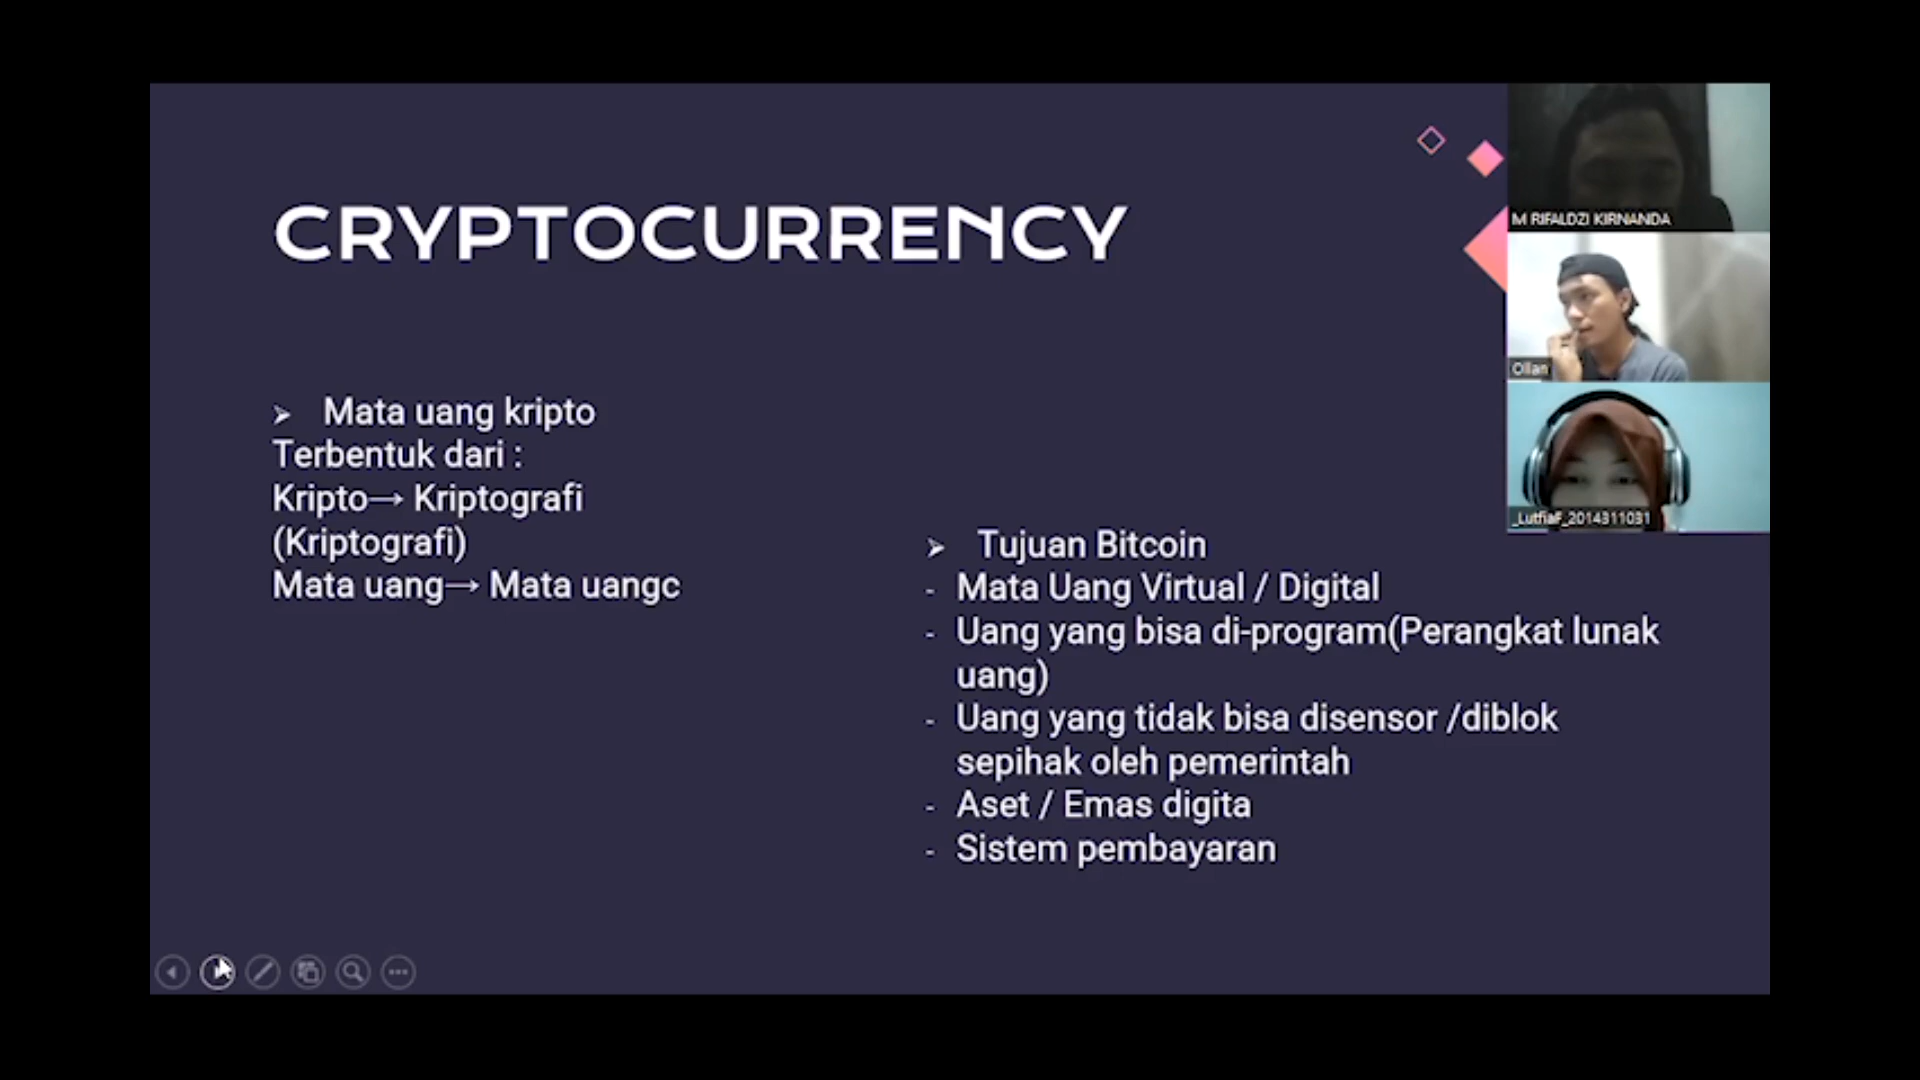 CRYPTOCURRENCY
➢ Mata uang kripto
Terbentuk dari :
Kripto→ Kriptografi
(Kriptografi)
Mata uang→ Mata uangc
➢ Tujuan Bitcoin
- Mata Uang Virtual / Digital
- Uang yang bisa di-program(Perangkat lunak
uang)
- Uang yang tidak bisa disensor /diblok
sepihak oleh pemerintah
- Aset / Emas digita
- Sistem pembayaran
M RIFALDZI KIRNANDA
Ollan
_LutfiaF_2014311031